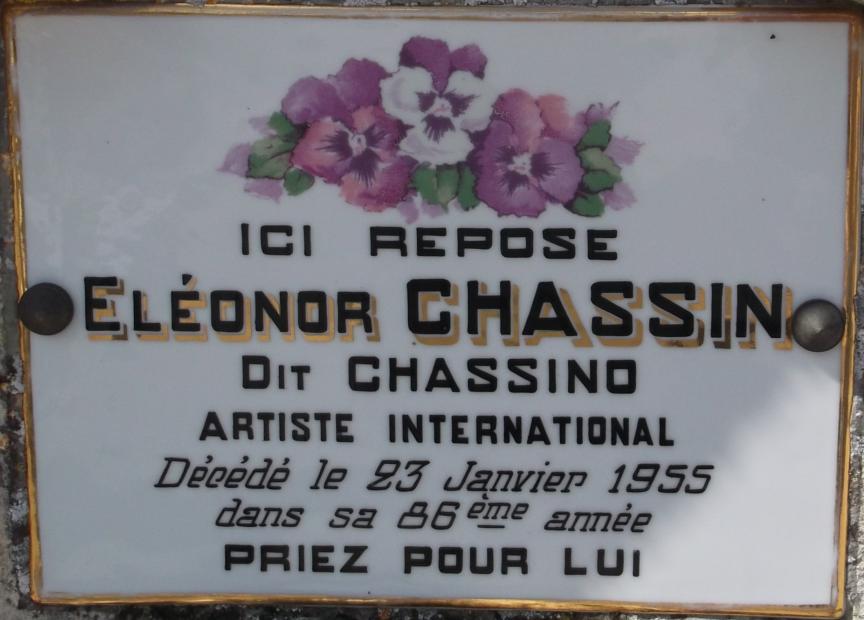 ICI REPOSE
ELÉONOR CHASSIN
DIT CHASSINO
ARTISTE INTERNATIONAL
Décédé le 23 Janvier 1955
dans sa 86ème année
PRIEZ POUR LUI